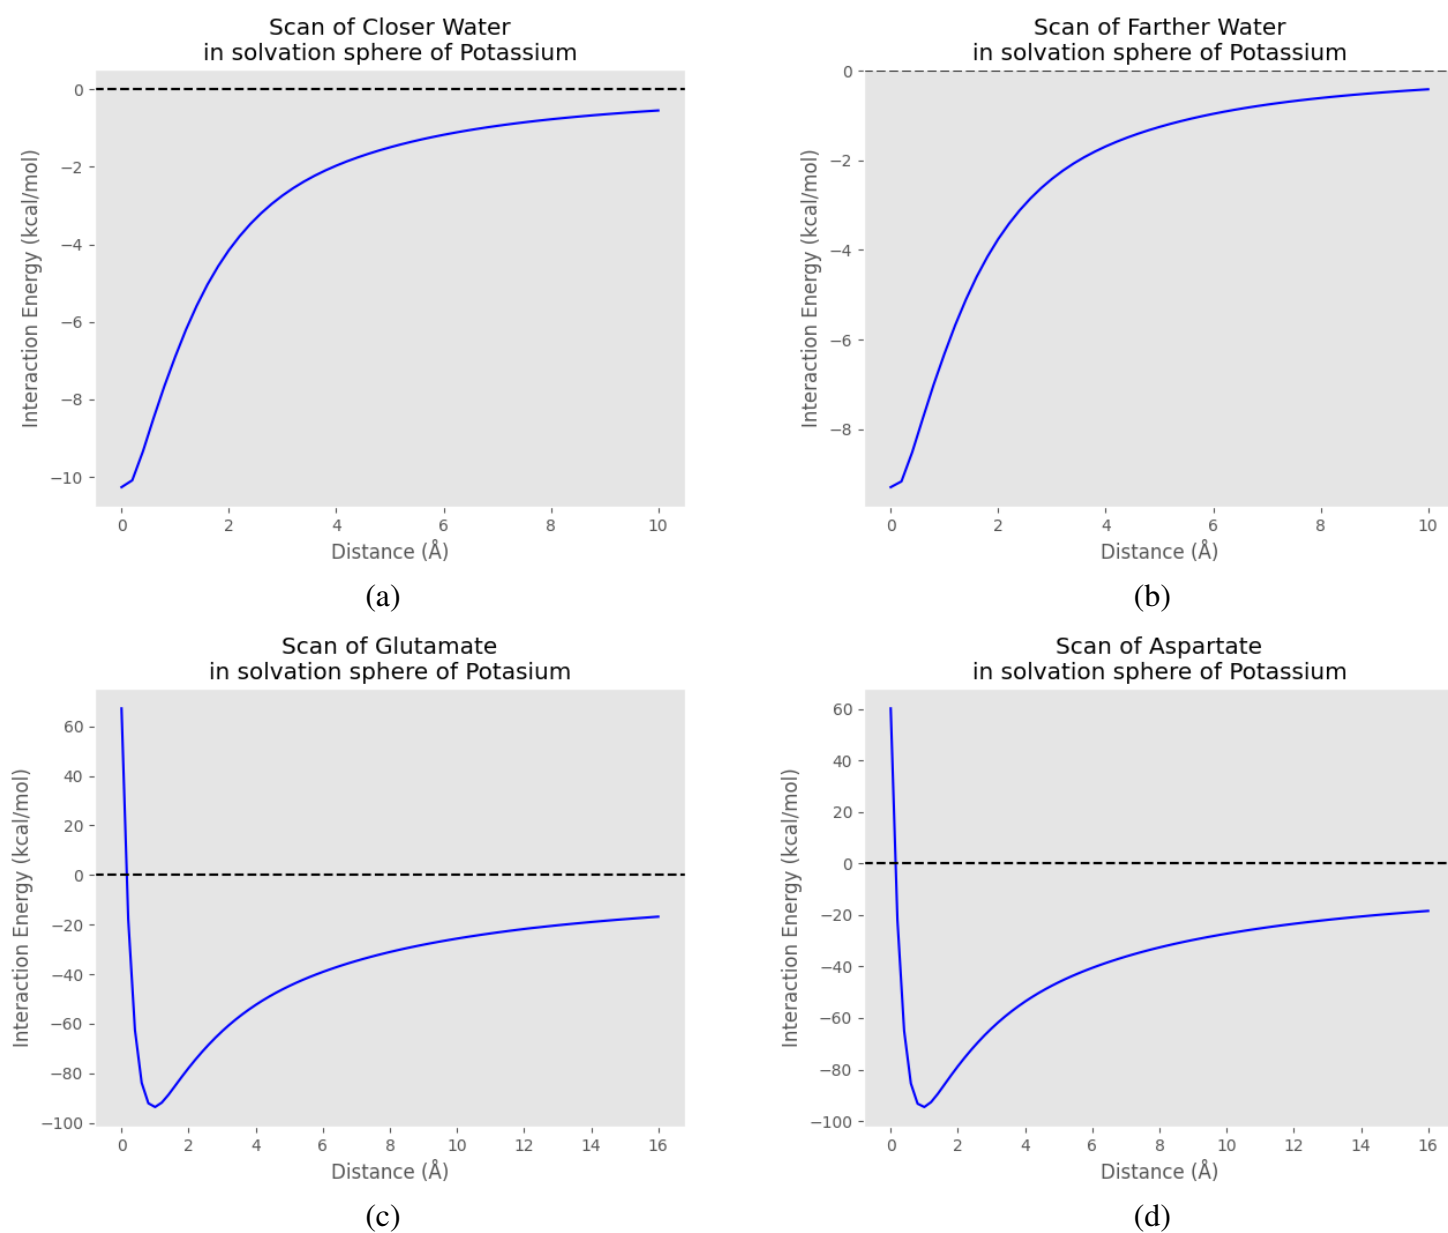 Scan of Closer Water
in solvation sphere of Potassium
0
−2
−4
−6
−8
−10
Interaction Energy (kcal/mol)
0 2 4 6 8 10
Distance (Å)
(a)
Scan of Farther Water
in solvation sphere of Potassium
0
−2
−4
−6
−8
Interaction Energy (kcal/mol)
0 2 4 6 8 10
Distance (Å)
(b)
Scan of Glutamate
in solvation sphere of Potasium
60
40
20
0
−20
−40
−60
−80
−100
Interaction Energy (kcal/mol)
0 2 4 6 8 10 12 14 16
Distance (Å)
(c)
Scan of Aspartate
in solvation sphere of Potassium
60
40
20
0
−20
−40
−60
−80
−100
Interaction Energy (kcal/mol)
0 2 4 6 8 10 12 14 16
Distance (Å)
(d)